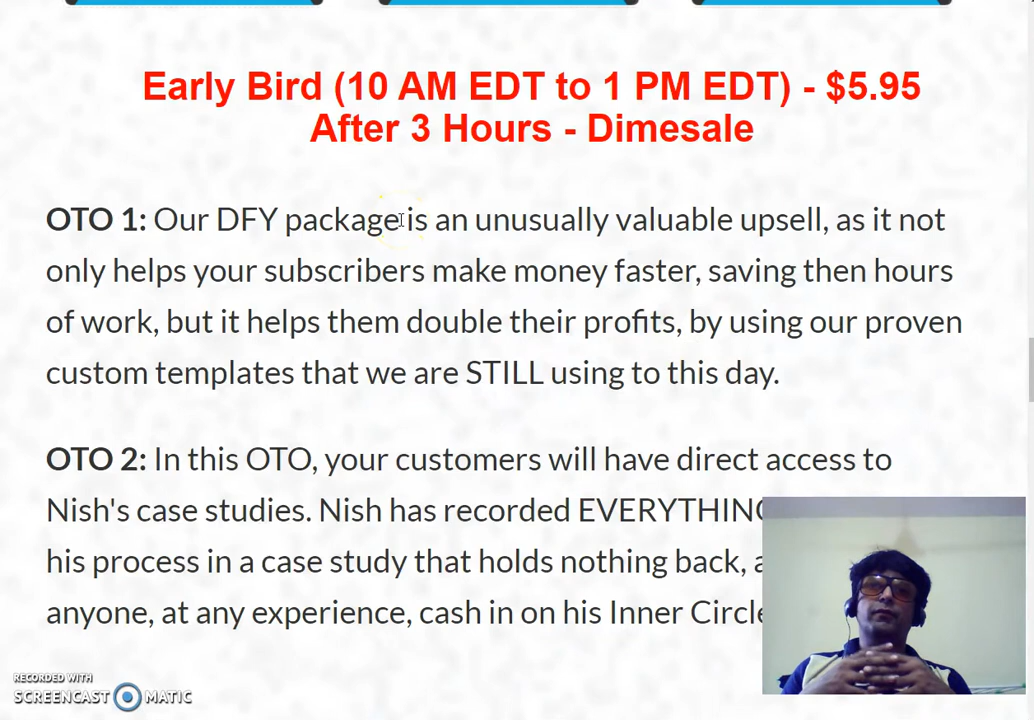 Early Bird (10 AM EDT to 1 PM EDT) - $5.95
After 3 Hours - Dimesale
OTO 1: Our DFY package is an unusually valuable upsell, as it not
only helps your subscribers make money faster, saving then hours
of work, but it helps them double their profits, by using our proven
custom templates that we are STILL using to this day.
OTO 2: In this OTO, your customers will have direct access to
Nish's case studies. Nish has recorded
his process in a case study that holds nothing back,
anyone, at any experience, cash in on his Inner
RECORDED WITH
SCREENCAST MATIC